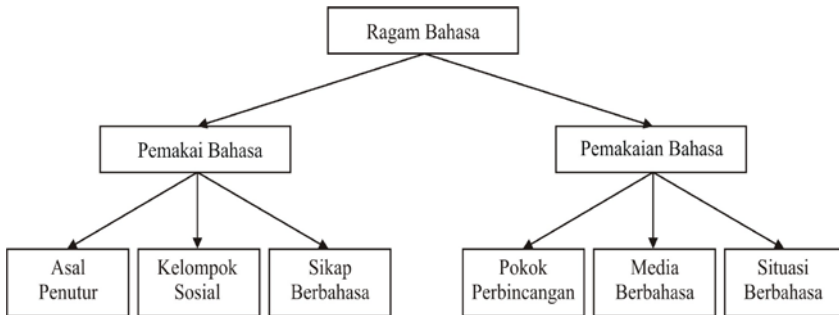 Ragam Bahasa
Pemakai Bahasa
Pemakaian Bahasa
Asal
Penutur
Kelompok
Sosial
Sikap
Berbahasa
Pokok
Perbincangan
Media
Berbahasa
Situasi
Berbahasa